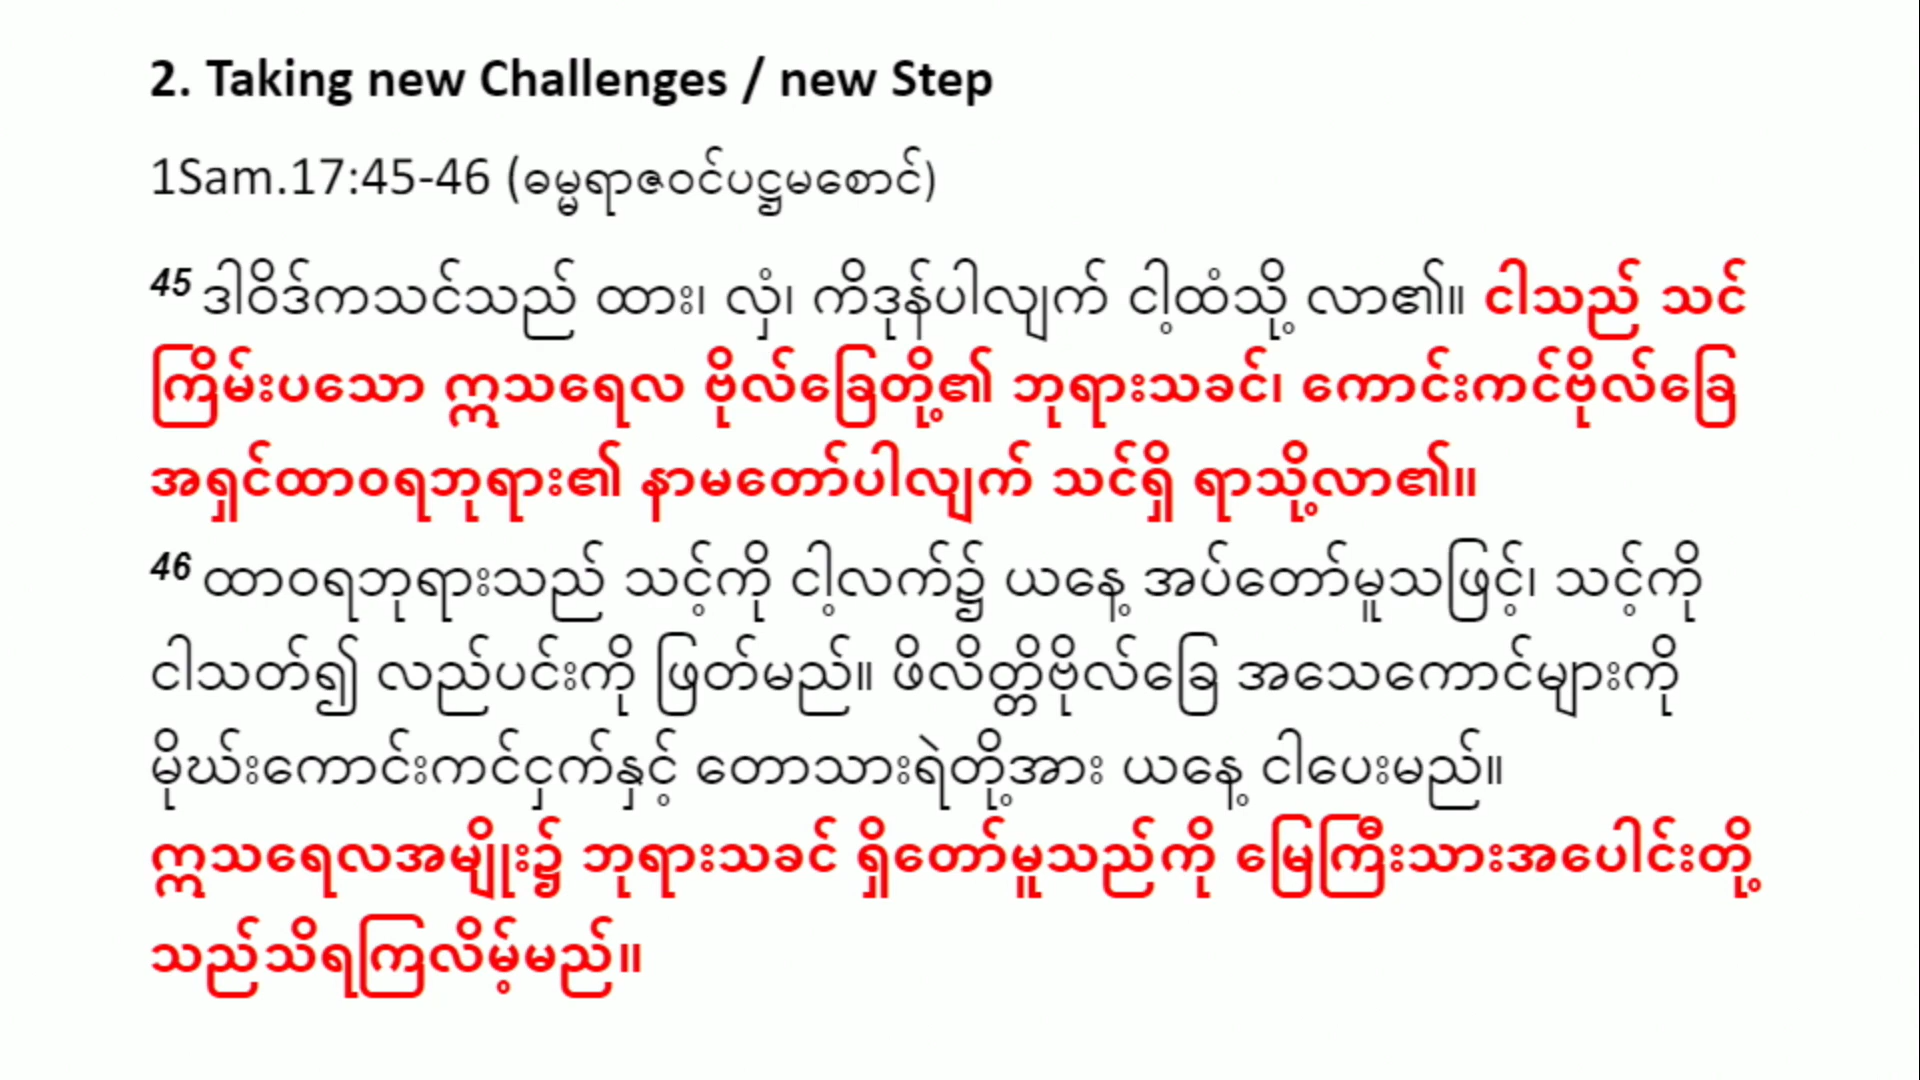 2. Taking new Challenges / new Step
1Sam.17:45-46 (ဓမ္မရာဇဝင်ပဋ္ဌမစောင်)
45 ဒါဝိဒ်ကသင်သည် ထား၊ လှံ၊ ကိဒုန်ပါလျက် ငါ့ထံသို့ လာ၏။ ငါသည် သင်
ကြိမ်းပသော ဣသရေလ ဗိုလ်ခြေတို့၏ ဘုရားသခင်၊ ကောင်းကင်ဗိုလ်ခြေ
အရှင်ထာဝရဘုရား၏ နာမတော်ပါလျက် သင်ရှိ ရာသို့လာ၏။
46 ထာဝရဘုရားသည် သင့်ကို ငါ့လက်၌ ယနေ့ အပ်တော်မူသဖြင့်၊ သင့်ကို
ငါသတ်၍ လည်ပင်းကို ဖြတ်မည်။ ဖိလိတ္တိဗိုလ်ခြေ အသေကောင်များကို
မိုဃ်းကောင်းကင်ငှက်နှင့် တောသားရဲတို့အား ယနေ့ ငါပေးမည်။
ဣသရေလအမျိုး၌ ဘုရားသခင် ရှိတော်မူသည်ကို မြေကြီးသားအပေါင်းတို့
သည်သိရကြလိမ့်မည်။